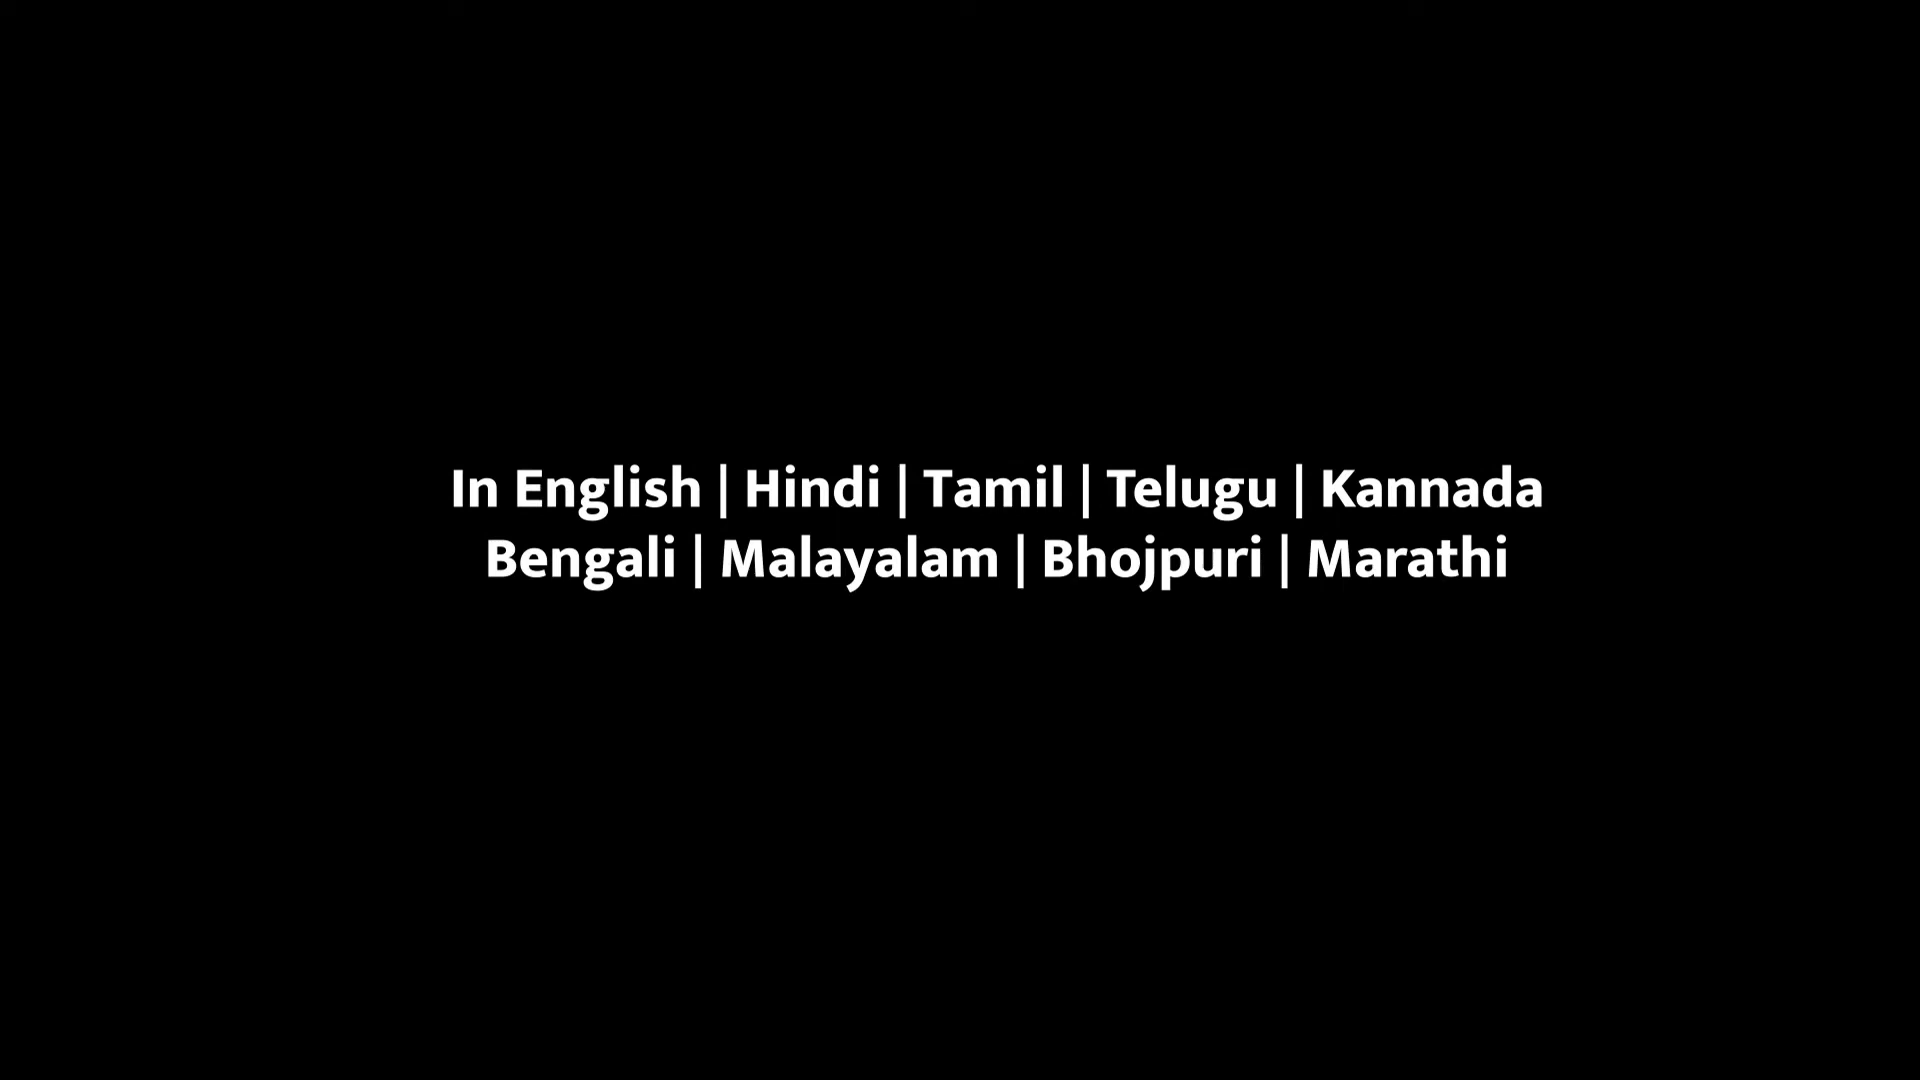 In English | Hindi | Tamil | Telugu | Kannada
Bengali | Malayalam | Bhojpuri | Marathi